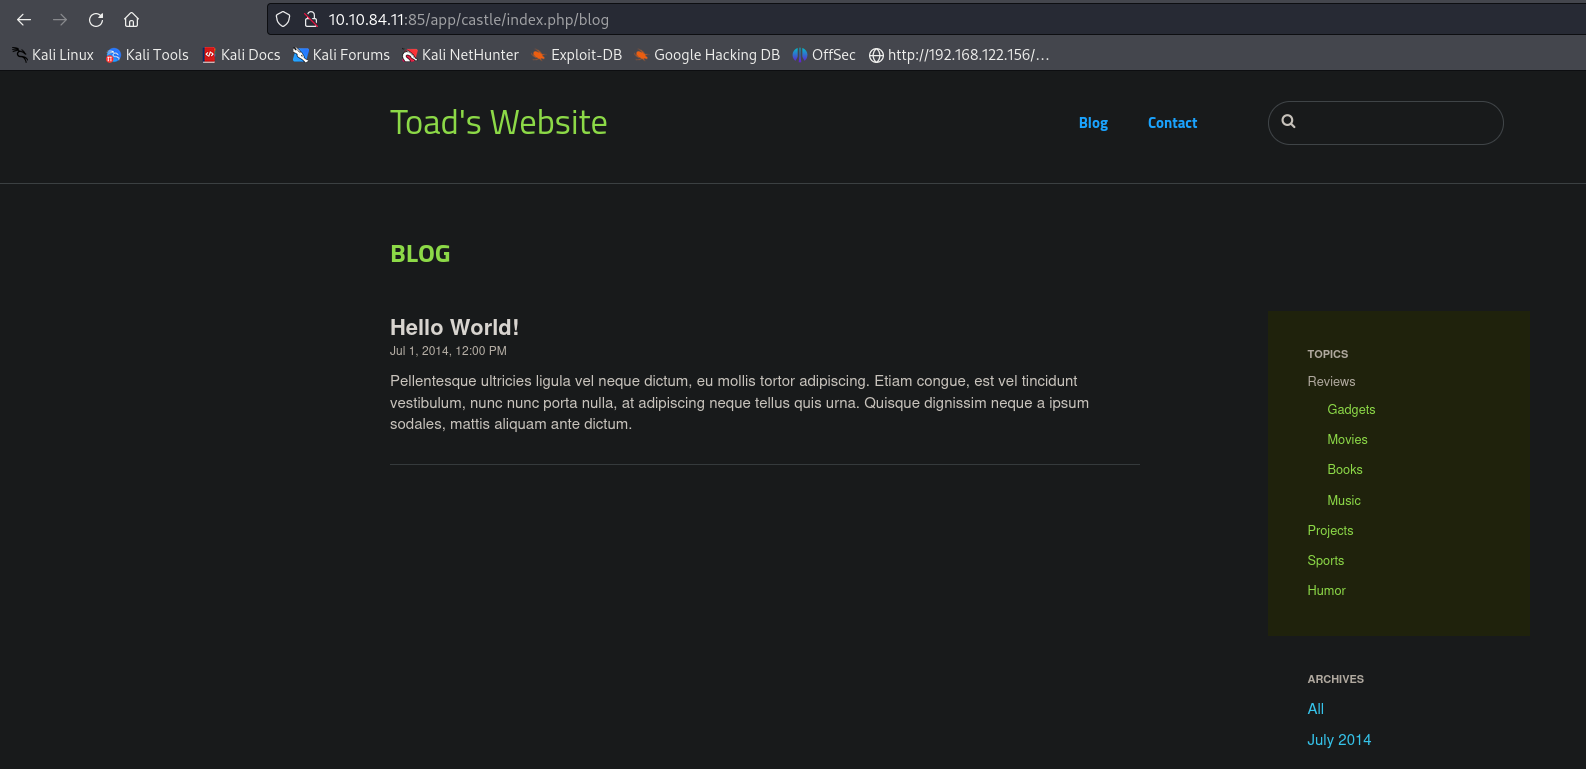 10.10.84.11:85/app/castle/index.php/blog
Kali Linux Kali Tools Kali Docs Kali Forums Kali NetHunter Exploit-DB Google Hacking DB OffSec http://192.168.122.156/...
Toad's Website
Blog Contact
BLOG
Hello World!
Jul 1, 2014, 12:00 PM
Pellentesque ultricies ligula vel neque dictum, eu mollis tortor adipiscing. Etiam congue, est vel tincidunt
vestibulum, nunc nunc porta nulla, at adipiscing neque tellus quis urna. Quisque dignissim neque a ipsum
sodales, mattis aliquam ante dictum.
TOPICS
Reviews
Gadgets
Movies
Books
Music
Projects
Sports
Humor
ARCHIVES
All
July 2014